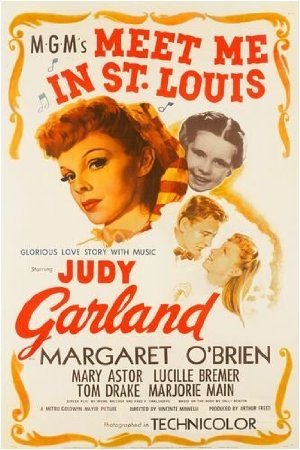 M·G·M's MEET ME
IN ST. LOUIS
GLORIOUS LOVE STORY WITH MUSIC
Starring JUDY
Garland
MARGARET O'BRIEN
MARY ASTOR LUCILLE BREMER
TOM DRAKE MARJORIE MAIN
A METRO-GOLDWYN-MAYER PICTURE DIRECTED BY VINCENTE MINNELLI PRODUCED BY ARTHUR FREED
Photographed in TECHNICOLOR